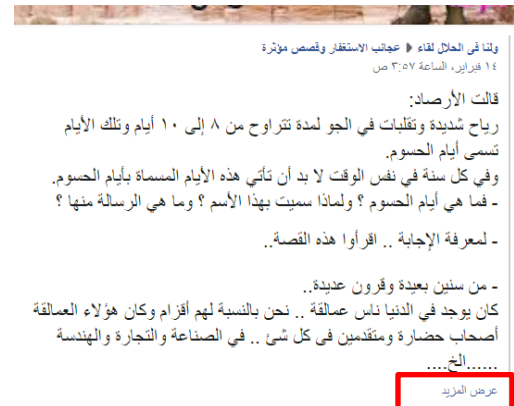 ولنا فى الحلال لقاء ◀ عجائب الاستغفار وقصص مؤثرة
١٤ فبراير، الساعة ٣:٥٧ ص
قالت الأرصاد:
رياح شديدة وتقلبات في الجو لمدة تتراوح من ٨ إلى ١٠ أيام وتلك الأيام
تسمى أيام الحسوم.
وفي كل سنة في نفس الوقت لا بد أن تأتي هذه الأيام المسماة بأيام الحسوم.
- فما هي أيام الحسوم ؟ ولماذا سميت بهذا الأسم ؟ وما هي الرسالة منها ؟
- لمعرفة الإجابة .. اقرأوا هذه القصة..
- من سنين بعيدة وقرون عديدة..
كان يوجد في الدنيا ناس عمالقة .. نحن بالنسبة لهم أقزام وكان هؤلاء العمالقة
أصحاب حضارة ومتقدمين فى كل شئ .. في الصناعة والتجارة والهندسة
......الخ....
عرض المزيد